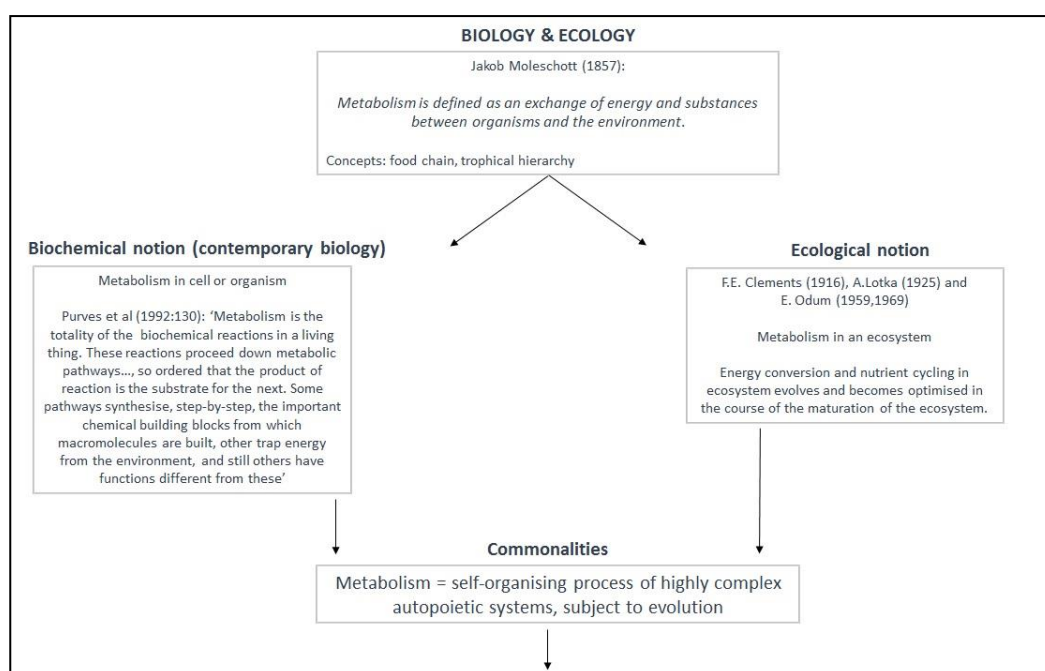 BIOLOGY & ECOLOGY
Jakob Moleschott (1857):
Metabolism is defined as an exchange of energy and substances
between organisms and the environment.
Concepts: food chain, trophical hierarchy
Biochemical notion (contemporary biology)
Metabolism in cell or organism
Purves et al (1992:130): ‘Metabolism is the
totality of the biochemical reactions in a living
thing. These reactions proceed down metabolic
pathways…, so ordered that the product of
reaction is the substrate for the next. Some
pathways synthesise, step-by-step, the important
chemical building blocks from which
macromolecules are built, other trap energy
from the environment, and still others have
functions different from these’
Ecological notion
F.E. Clements (1916), A.Lotka (1925) and
E. Odum (1959,1969)
Metabolism in an ecosystem
Energy conversion and nutrient cycling in
ecosystem evolves and becomes optimised in
the course of the maturation of the ecosystem.
Commonalities
Metabolism = self-organising process of highly complex
autopoietic systems, subject to evolution